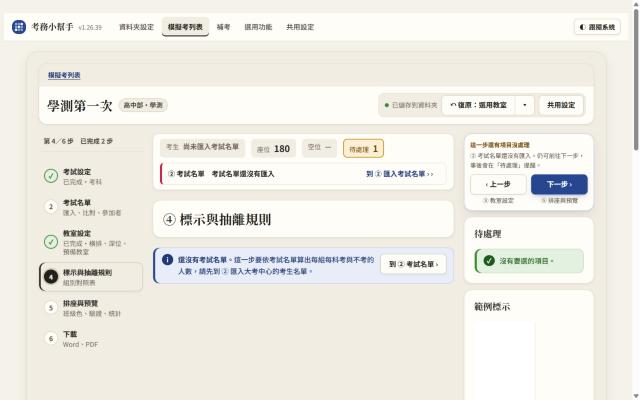 考務小幫手 v1.26.39 資料夾設定 模擬考列表 補考 選用功能 共用設定 跟隨系統
模擬考列表
學測第一次 高中部・學測 已儲存到資料夾 復原：選用教室 共用設定
第 4／6 步 已完成 2 步
考試設定
已完成・考科
2 考試名單
匯入、比對、參加者
教室設定
已完成・橫排、深位、
預備教室
4 標示與抽離規則
組別對照表
5 排座與預覽
班級色、驗證、統計
6 下載
Word、PDF
考生 尚未匯入考試名單 座位 180 空位 — 待處理 1
② 考試名單 考試名單還沒有匯入 到 ② 匯入考試名單 ››
④ 標示與抽離規則
還沒有考試名單。這一步要依考試名單算出每組每科考與不考的
人數，請先到 ② 匯入大考中心的考生名單。
到 ② 考試名單 ›
這一步還有項目沒處理
② 考試名單還沒有匯入。仍可前往下一步，
事後會在「待處理」提醒。
‹ 上一步 下一步 ›
③ 教室設定 ⑤ 排座與預覽
待處理
沒有要選的項目。
範例標示